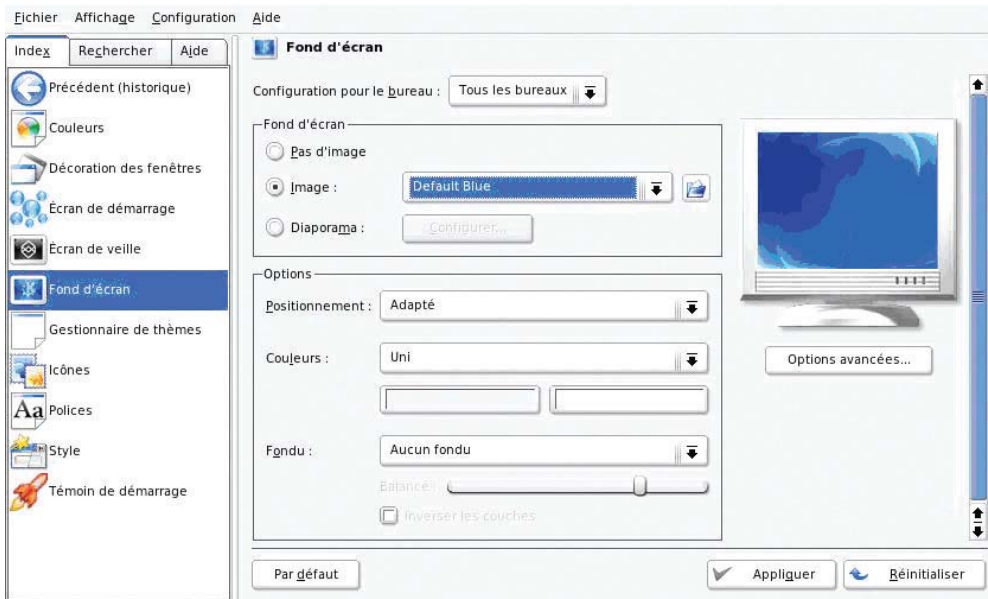 Fichier Affichage Configuration Aide
Index Rechercher Aide
Précédent (historique)
Couleurs
Décoration des fenêtres
Écran de démarrage
Écran de veille
Fond d'écran
Gestionnaire de thèmes
Icônes
Aa Polices
Style
Témoin de démarrage
Fond d'écran
Configuration pour le bureau : Tous les bureaux
Fond d'écran
Pas d'image
Image : Default Blue
Diaporama : Configurer...
Options
Positionnement : Adapté
Couleurs : Uni
Fondu : Aucun fondu
Balance :
Inverser les couches
Options avancées...
Par défaut Appliquer Réinitialiser